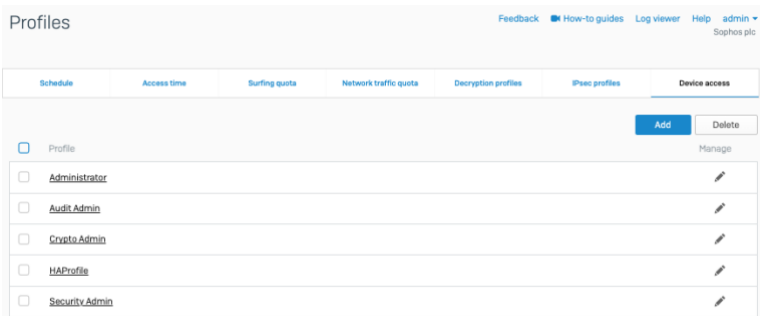 Profiles
Feedback How-to guides Log viewer Help admin
Sophos plc
Schedule Access time Surfing quota Network traffic quota Decryption profiles IPsec profiles Device access
Add Delete
Profile Manage
Administrator
Audit Admin
Crypto Admin
HAProfile
Security Admin